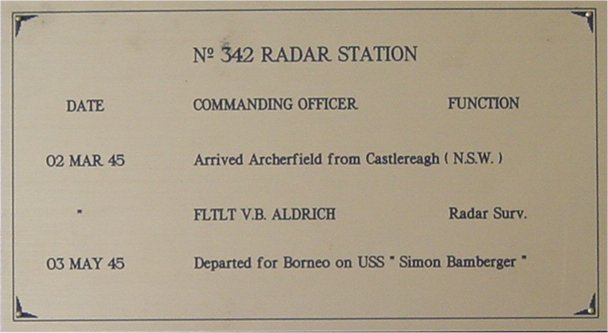 Nº 342 RADAR STATION
DATE COMMANDING OFFICER FUNCTION
02 MAR 45 Arrived Archerfield from Castlereagh ( N.S.W. )
" FLTLT V.B. ALDRICH Radar Surv.
03 MAY 45 Departed for Borneo on USS " Simon Bamberger "